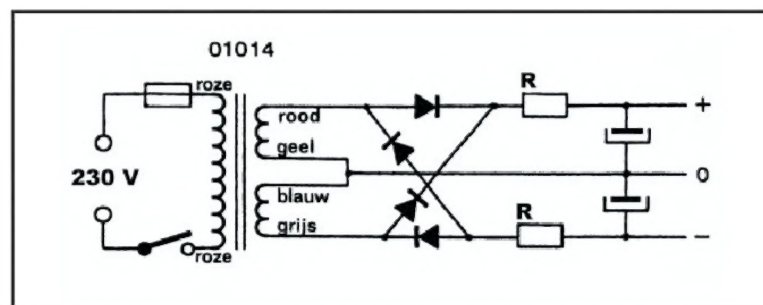 01014
roze
R
+
rood
geel
230 V
0
blauw
R
grijs
−
roze